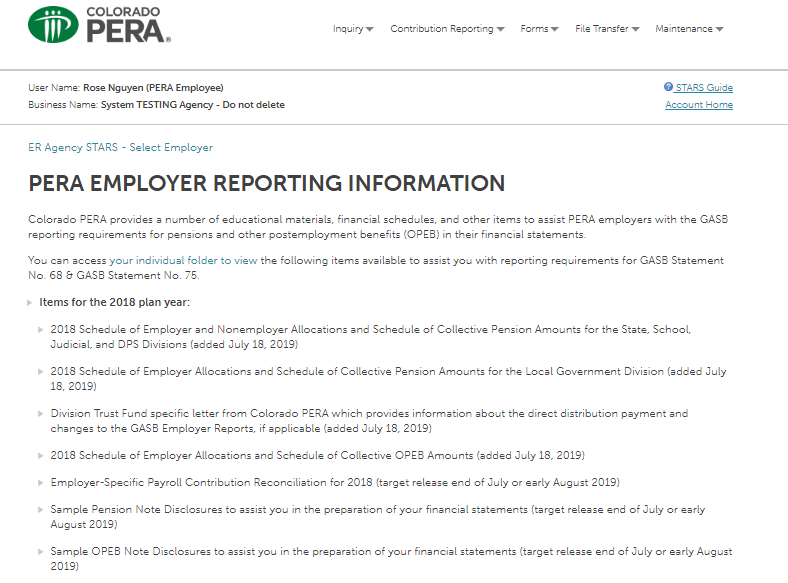 COLORADO
PERA®
Inquiry
Contribution Reporting
Forms
File Transfer
Maintenance
User Name: Rose Nguyen (PERA Employee)
STARS Guide
Business Name: System TESTING Agency - Do not delete
Account Home
ER Agency STARS - Select Employer
PERA EMPLOYER REPORTING INFORMATION
Colorado PERA provides a number of educational materials, financial schedules, and other items to assist PERA employers with the GASB
reporting requirements for pensions and other postemployment benefits (OPEB) in their financial statements.
You can access your individual folder to view the following items available to assist you with reporting requirements for GASB Statement
No. 68 & GASB Statement No. 75.
Items for the 2018 plan year:
2018 Schedule of Employer and Nonemployer Allocations and Schedule of Collective Pension Amounts for the State, School,
Judicial, and DPS Divisions (added July 18, 2019)
2018 Schedule of Employer Allocations and Schedule of Collective Pension Amounts for the Local Government Division (added July
18, 2019)
Division Trust Fund specific letter from Colorado PERA which provides information about the direct distribution payment and
changes to the GASB Employer Reports, if applicable (added July 18, 2019)
2018 Schedule of Employer Allocations and Schedule of Collective OPEB Amounts (added July 18, 2019)
Employer-Specific Payroll Contribution Reconciliation for 2018 (target release end of July or early August 2019)
Sample Pension Note Disclosures to assist you in the preparation of your financial statements (target release end of July or early
August 2019)
Sample OPEB Note Disclosures to assist you in the preparation of your financial statements (target release end of July or early August
2019)